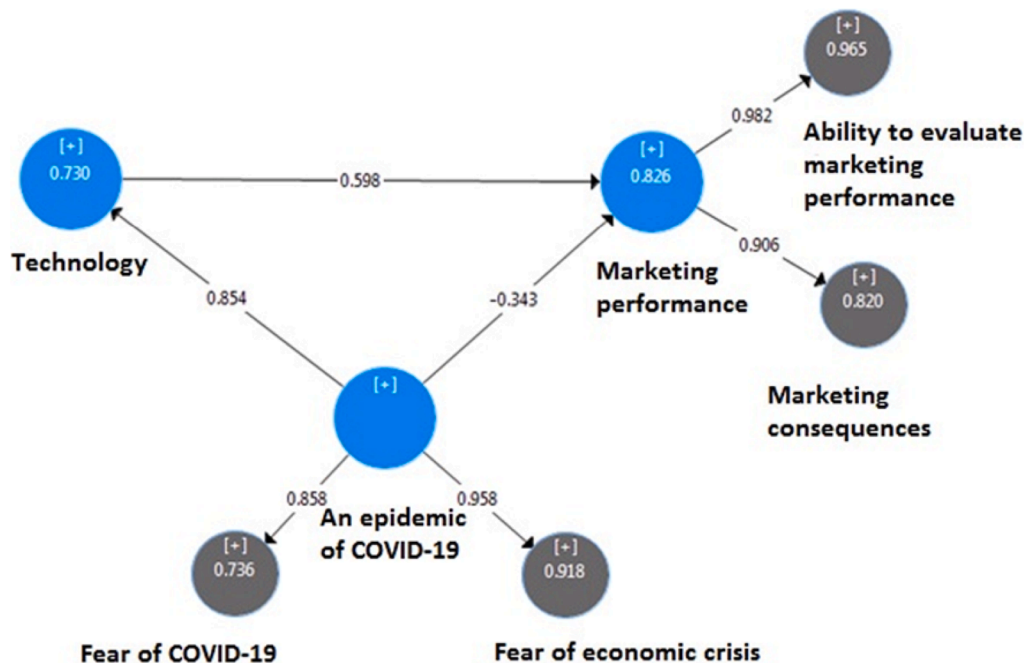 [+]
0.965
0.982
Ability to evaluate
marketing
performance
[+]
0.730
0.598
[+]
0.826
0.906
Technology
Marketing
performance
[+]
0.820
0.854
-0.343
Marketing
consequences
[+]
0.858
0.958
An epidemic
of COVID-19
[+]
0.736
[+]
0.918
Fear of COVID-19
Fear of economic crisis